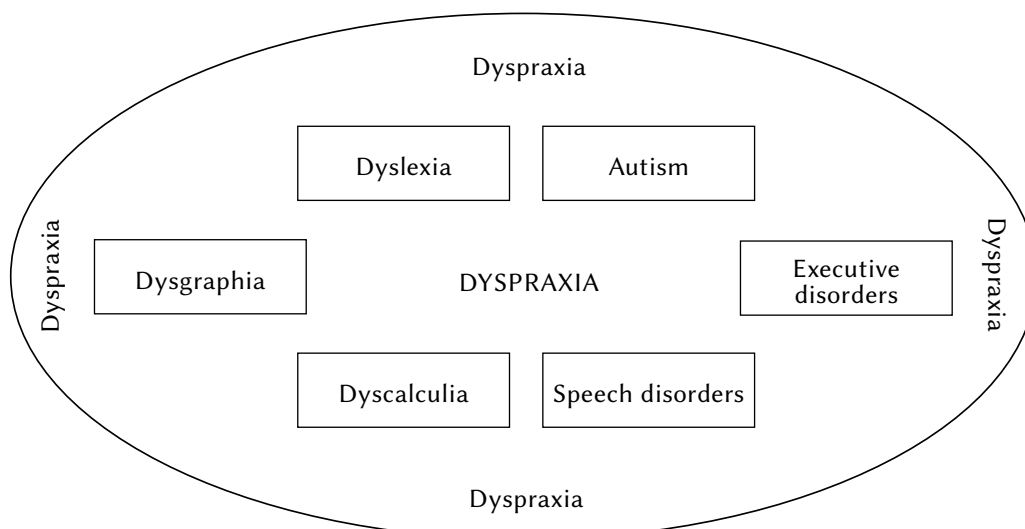 Dyspraxia
Dyslexia
Autism
Dyspraxia
Dysgraphia
DYSPRAXIA
Executive
disorders
Dyspraxia
Dyscalculia
Speech disorders
Dyspraxia